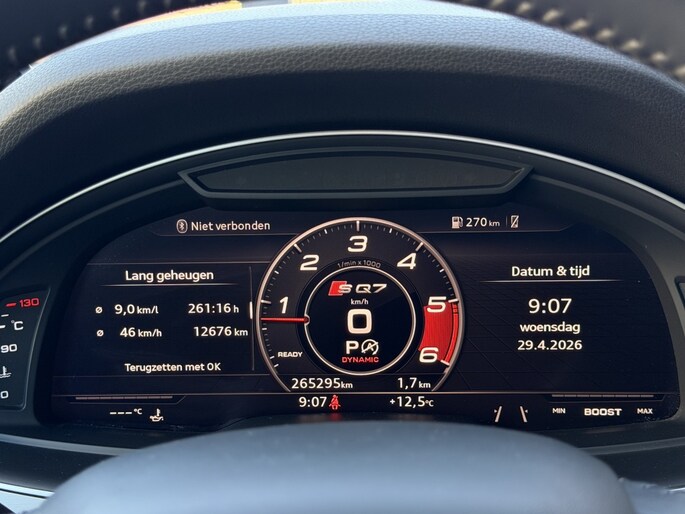 Niet verbonden
270 km
Lang geheugen
ø 9,0 km/l 261:16 h
ø 46 km/h 12676 km
Terugzetten met OK
1 2 3 4 5 6
1/min x 1000
SQ7
km/h
0
P
DYNAMIC
READY
265295km 1,7 km
9:07 +12,5°C
Datum & tijd
9:07
woensdag
29.4.2026
130
°C
90
---°C
MIN BOOST MAX